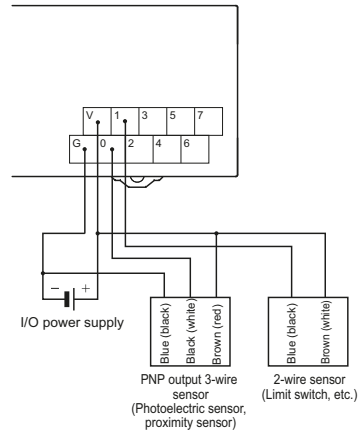 V 1 3 5 7
G 0 2 4 6
− +
I/O power supply
Blue (black)
Black (white)
Brown (red)
Blue (black)
Brown (white)
PNP output 3-wire
sensor
(Photoelectric sensor,
proximity sensor)
2-wire sensor
(Limit switch, etc.)